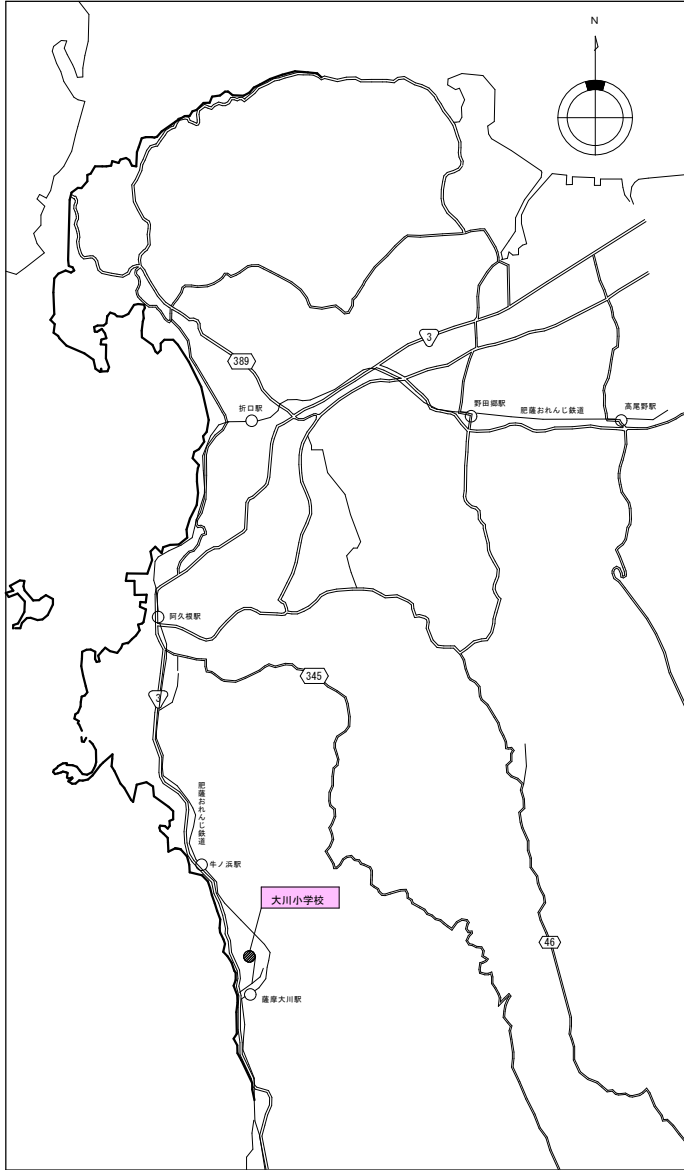 N
3
389
折口駅
野田郷駅
肥薩おれんじ鉄道
高尾野駅
阿久根駅
345
3
肥薩おれんじ鉄道
牛ノ浜駅
大川小学校
46
薩摩大川駅